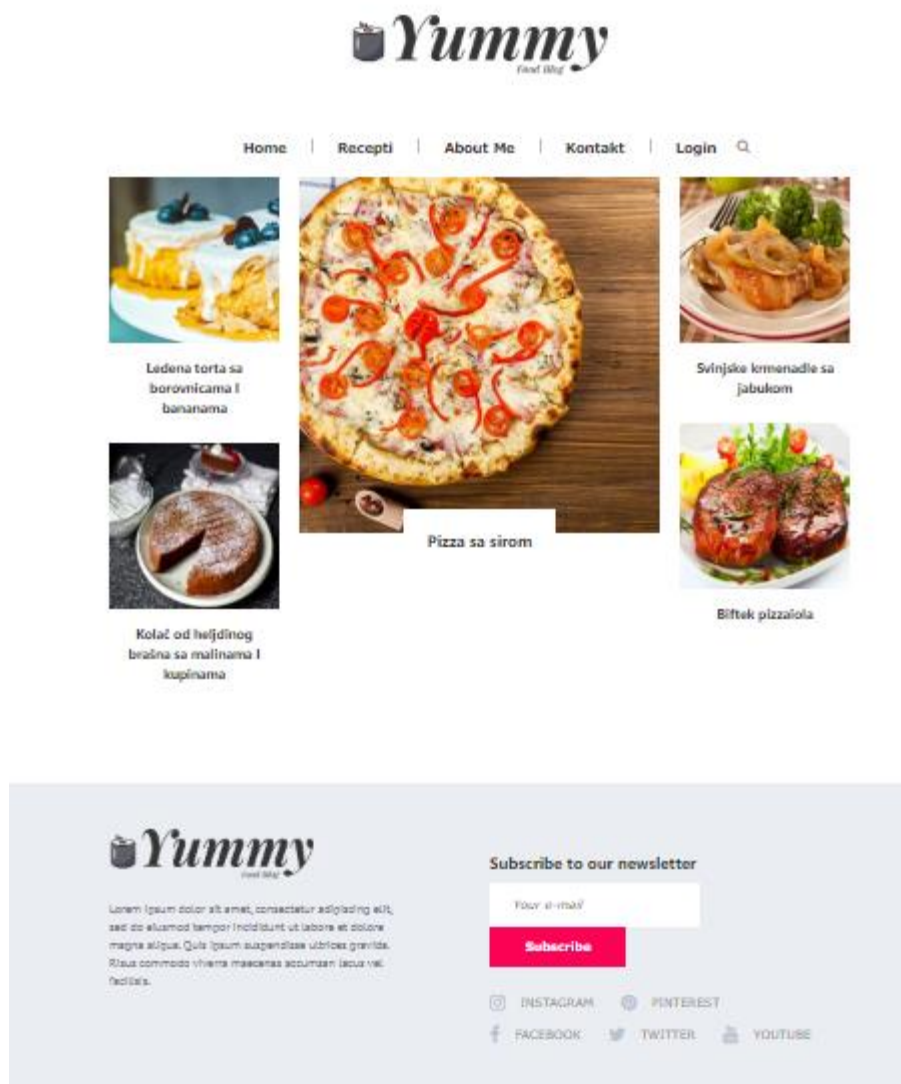 Yummy
Food Blog
Home | Recepti | About Me | Kontakt | Login
Ledena torta sa
borovnicama I
bananama
Kolač od heljdinog
brašna sa malinama I
kupinama
Pizza sa sirom
Svinjske krmenadle sa
jabukom
Biftek pizzaiola
Yummy
Food Blog
Lorem ipsum dolor sit amet, consectetur adipiscing elit,
sed do eiusmod tempor incididunt ut labore et dolore
magna aliqua. Quis ipsum suspendisse ultrices gravida.
Risus commodo viverra maecenas accumsan lacus vel
facilisis.
Subscribe to our newsletter
Your e-mail
Subscribe
INSTAGRAM PINTEREST
FACEBOOK TWITTER YOUTUBE